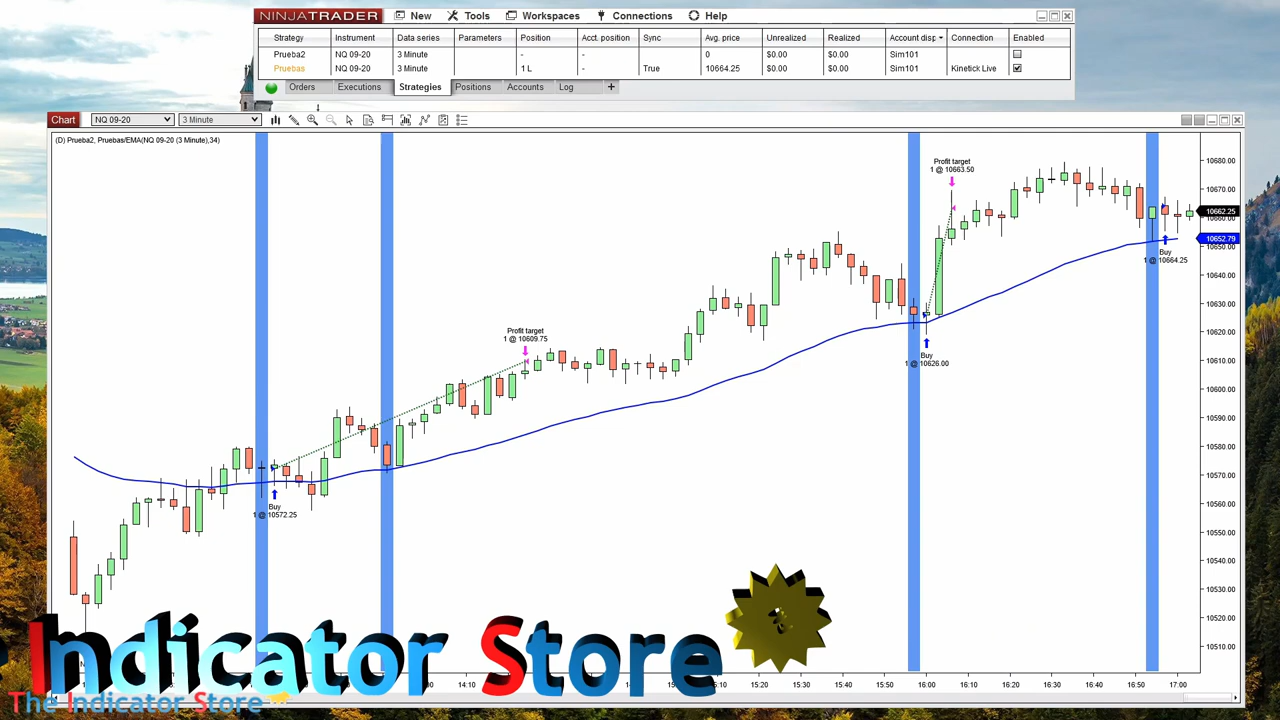 NINJATRADER New Tools Workspaces Connections Help
Strategy Instrument Data series Parameters Position Acct. position Sync Avg. price Unrealized Realized Account disp Connection Enabled
Prueba2 NQ 09-20 3 Minute - - 0 $0.00 $0.00 Sim101
Pruebas NQ 09-20 3 Minute 1 L - True 10664.25 $0.00 $0.00 Sim101 Kinetick Live
Orders Executions Strategies Positions Accounts Log +
Chart NQ 09-20 3 Minute
(D) Prueba2, Pruebas/EMA(NQ 09-20 (3 Minute),34)
Profit target
1 @ 10663.50
Profit target
1 @ 10609.75
Buy
1 @ 10572.25
Buy
1 @ 10626.00
Buy
1 @ 10664.25
10680.00
10670.00
10662.25
10660.00
10652.79
10640.00
10630.00
10620.00
10610.00
10600.00
10590.00
10580.00
10570.00
10560.00
10550.00
10540.00
10530.00
10520.00
10510.00
14:10 15:20 15:30 15:40 15:50 16:00 16:10 16:20 16:30 16:40 16:50 17:00
Indicator Store
The Indicator Store